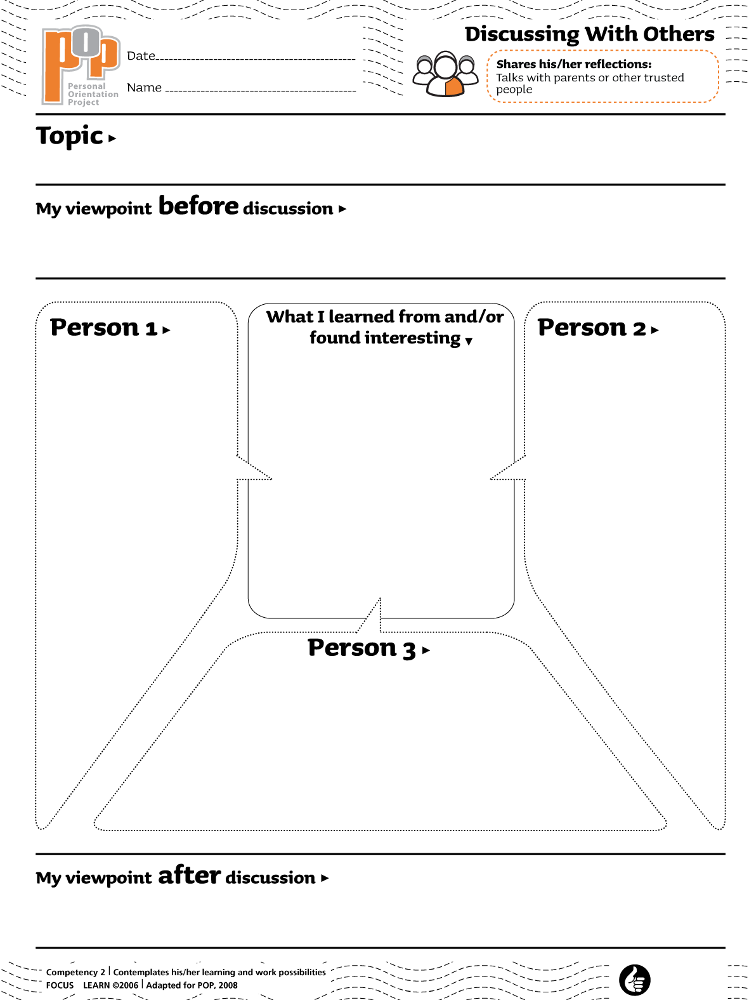 pop
Personal
Orientation
Project
Date
Name
Discussing With Others
Shares his/her reflections:
Talks with parents or other trusted
people
Topic
My viewpoint before discussion
Person 1
What I learned from and/or
found interesting
Person 2
Person 3
My viewpoint after discussion
Competency 2 | Contemplates his/her learning and work possibilities
FOCUS LEARN ©2006 | Adapted for POP, 2008